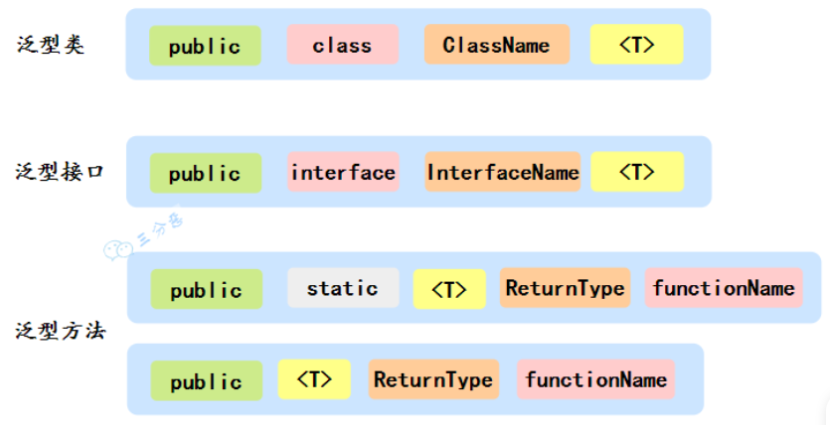 泛型类 public class ClassName <T>
泛型接口 public interface InterfaceName <T>
三分恶
public static <T> ReturnType functionName
泛型方法
public <T> ReturnType functionName